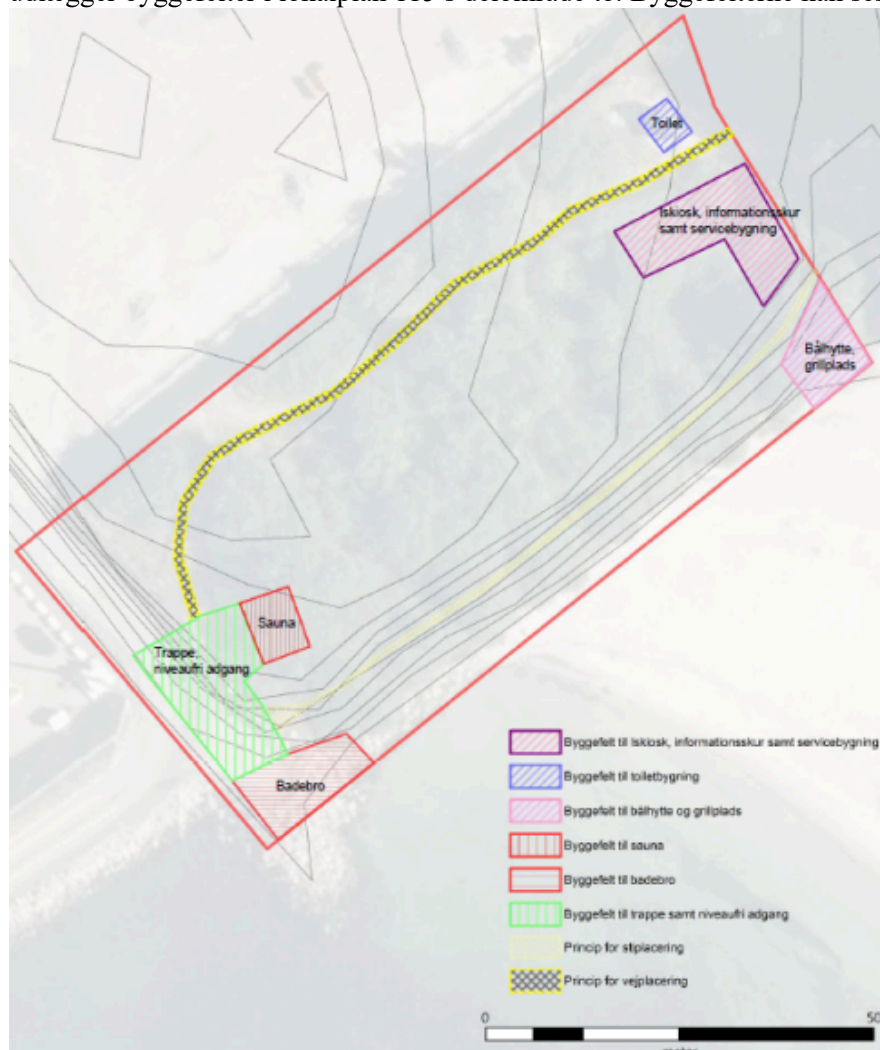 Toilet
Iskiosk, informationsskur
samt servicebygning
Bålhytte,
grillplads
Sauna
Trappe,
niveaufri adgang
Badebro
Byggefelt til Iskiosk, informationsskur samt servicebygning
Byggefelt til toiletbygning
Byggefelt til bålhytte og grillplads
Byggefelt til sauna
Byggefelt til badebro
Byggefelt til trappe samt niveaufri adgang
Princip for stiplacering
Princip for vejplacering
0
50